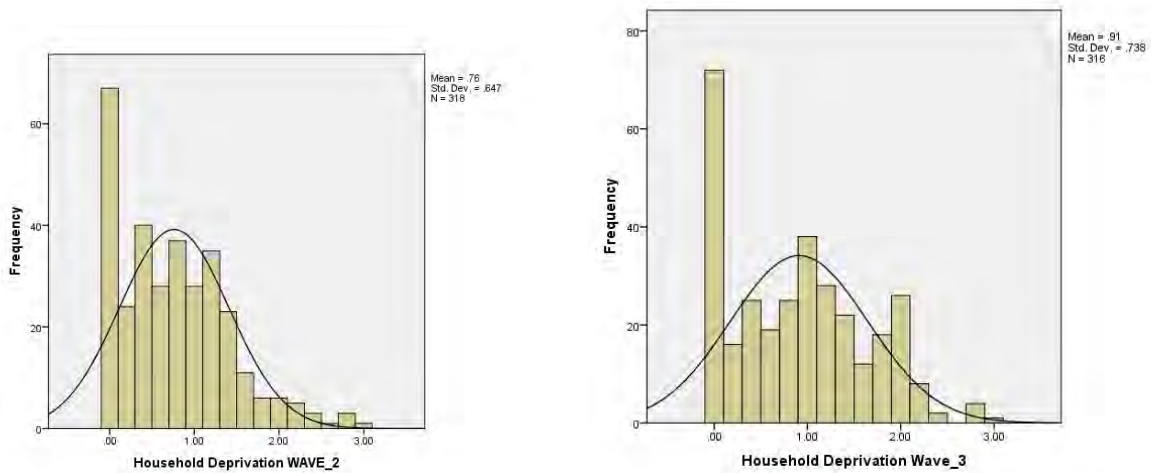 Mean = .76
Std. Dev. = .647
N = 318
60
40
20
0
Frequency
.00
1.00
2.00
3.00
Household Deprivation WAVE_2
Mean = .91
Std. Dev. = .738
N = 316
80
60
40
20
0
Frequency
.00
1.00
2.00
3.00
Household Deprivation Wave_3